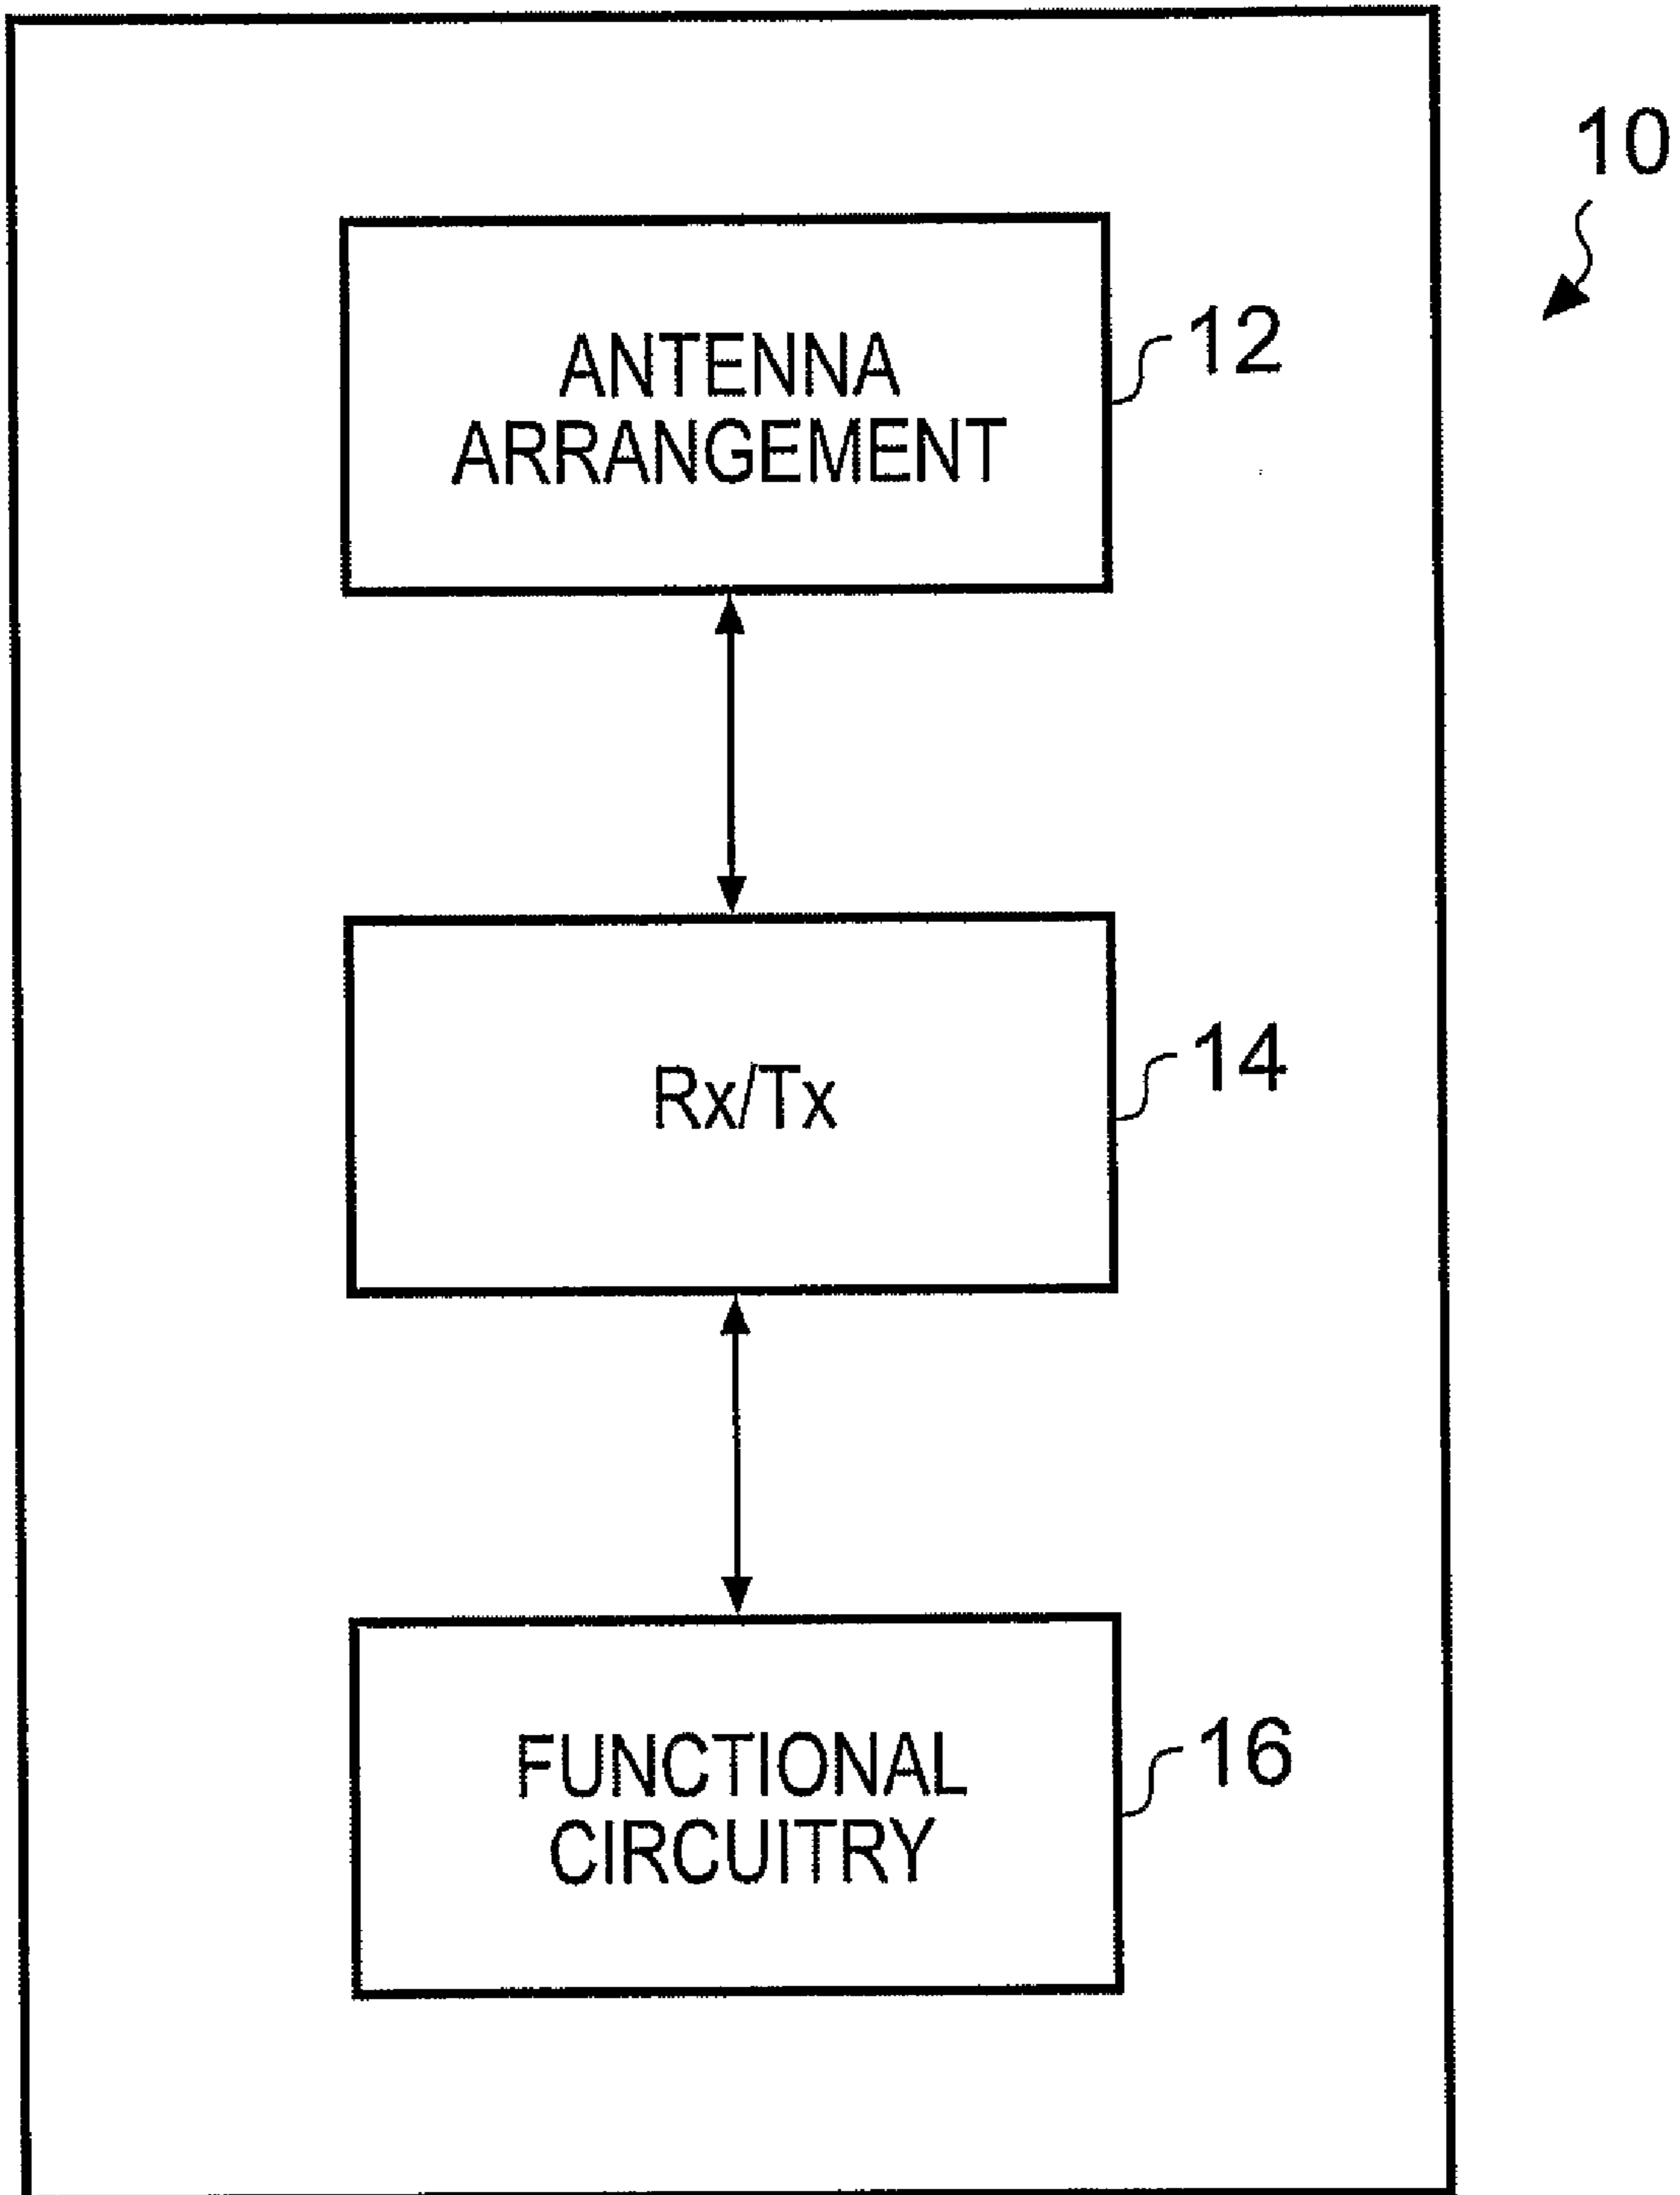 10
ANTENNA
ARRANGEMENT
12
Rx/Tx
14
FUNCTIONAL
CIRCUITRY
16